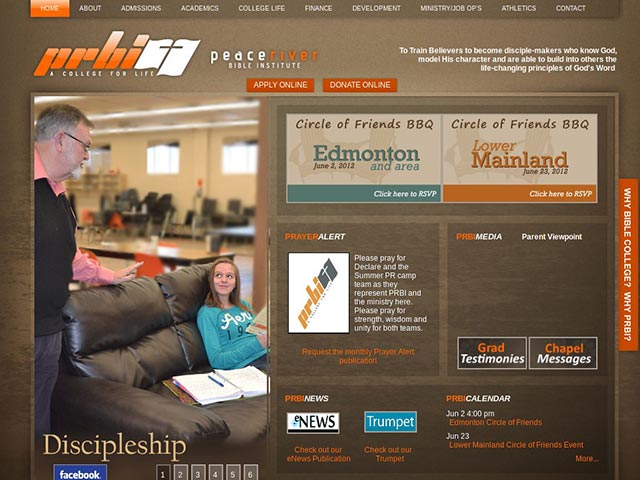 HOME ABOUT ADMISSIONS ACADEMICS COLLEGE LIFE FINANCE DEVELOPMENT MINISTRY/JOB OP'S ATHLETICS CONTACT
prbi
A COLLEGE FOR LIFE
peaceriver
BIBLE INSTITUTE
To Train Believers to become disciple-makers who know God,
model His character and are able to build into others the
life-changing principles of God's Word
APPLY ONLINE DONATE ONLINE
Circle of Friends BBQ
Edmonton
and area
June 2, 2012
Click here to RSVP
Circle of Friends BBQ
Lower
Mainland
June 23, 2012
Click here to RSVP
WHY BIBLE COLLEGE? WHY PRBI?
PRAYERALERT
prbi
Please pray for
Declare and the
Summer PR camp
team as they
represent PRBI and
the ministry here.
Please pray for
strength, wisdom and
unity for both teams.
Request the monthly Prayer Alert
publication
PRBIMEDIA Parent Viewpoint
Grad
Testimonies
Chapel
Messages
PRBINEWS
eNEWS
Check out our
eNews Publication
Trumpet
Check out our
Trumpet
PRBICALENDAR
Jun 2 4:00 pm
Edmonton Circle of Friends
Jun 23
Lower Mainland Circle of Friends Event
More...
Aero
Discipleship
facebook.
1 2 3 4 5 6